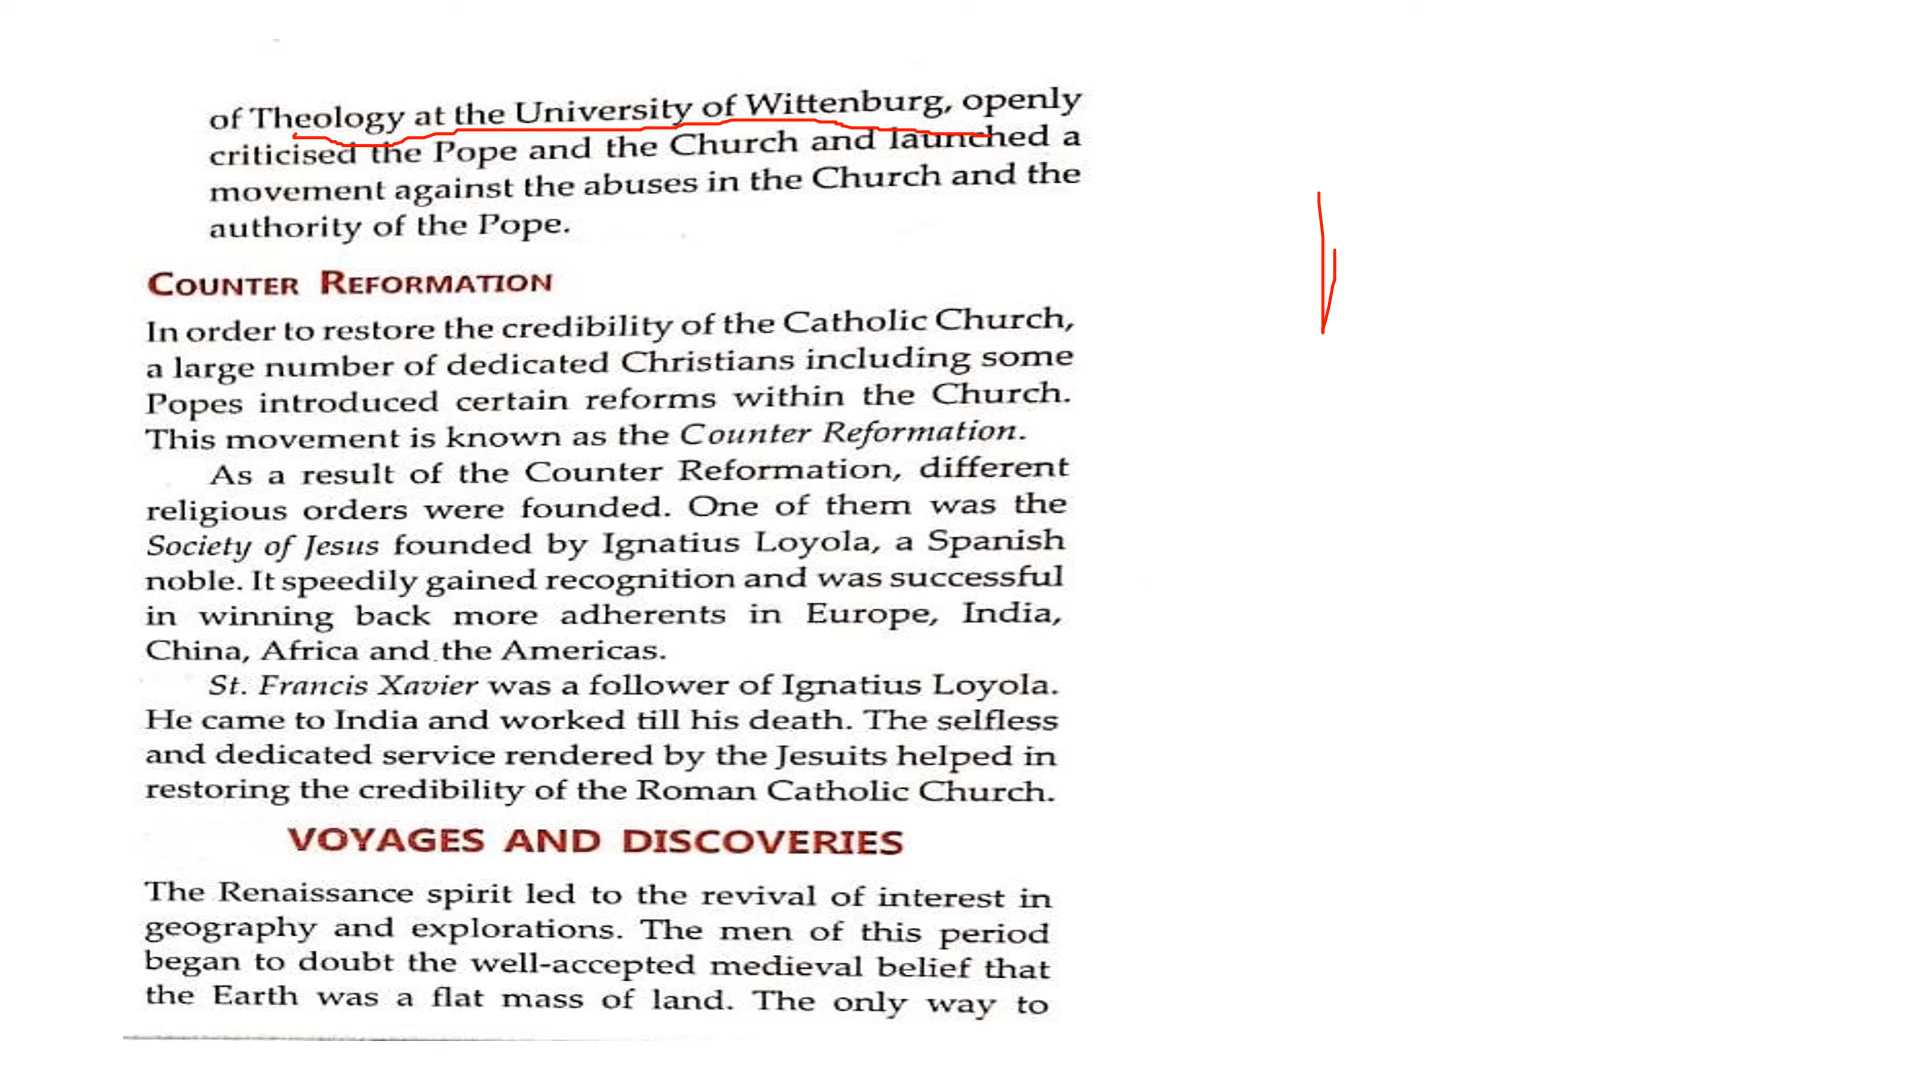 of Theology at the University of Wittenburg, openly
criticised the Pope and the Church and launched a
movement against the abuses in the Church and the
authority of the Pope.
COUNTER REFORMATION
In order to restore the credibility of the Catholic Church,
a large number of dedicated Christians including some
Popes introduced certain reforms within the Church.
This movement is known as the Counter Reformation.
As a result of the Counter Reformation, different
religious orders were founded. One of them was the
Society of Jesus founded by Ignatius Loyola, a Spanish
noble. It speedily gained recognition and was successful
in winning back more adherents in Europe, India,
China, Africa and the Americas.
St. Francis Xavier was a follower of Ignatius Loyola.
He came to India and worked till his death. The selfless
and dedicated service rendered by the Jesuits helped in
restoring the credibility of the Roman Catholic Church.
VOYAGES AND DISCOVERIES
The Renaissance spirit led to the revival of interest in
geography and explorations. The men of this period
began to doubt the well-accepted medieval belief that
the Earth was a flat mass of land. The only way to